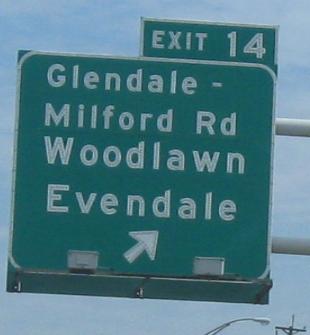 EXIT 14
Glendale -
Milford Rd
Woodlawn
Evendale